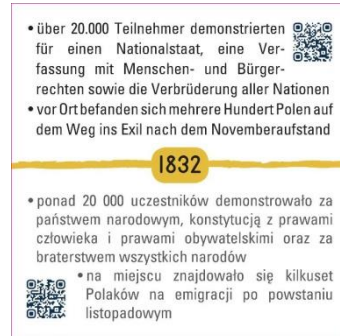 • über 20.000 Teilnehmer demonstrierten
für einen Nationalstaat, eine Ver-
fassung mit Menschen- und Bürger-
rechten sowie die Verbrüderung aller Nationen
• vor Ort befanden sich mehrere Hundert Polen auf
dem Weg ins Exil nach dem Novemberaufstand
1832
• ponad 20 000 uczestników demonstrowało za
państwem narodowym, konstytucją z prawami
człowieka i prawami obywatelskimi oraz za
braterstwem wszystkich narodów
• na miejscu znajdowało się kilkuset
Polaków na emigracji po powstaniu
listopadowym